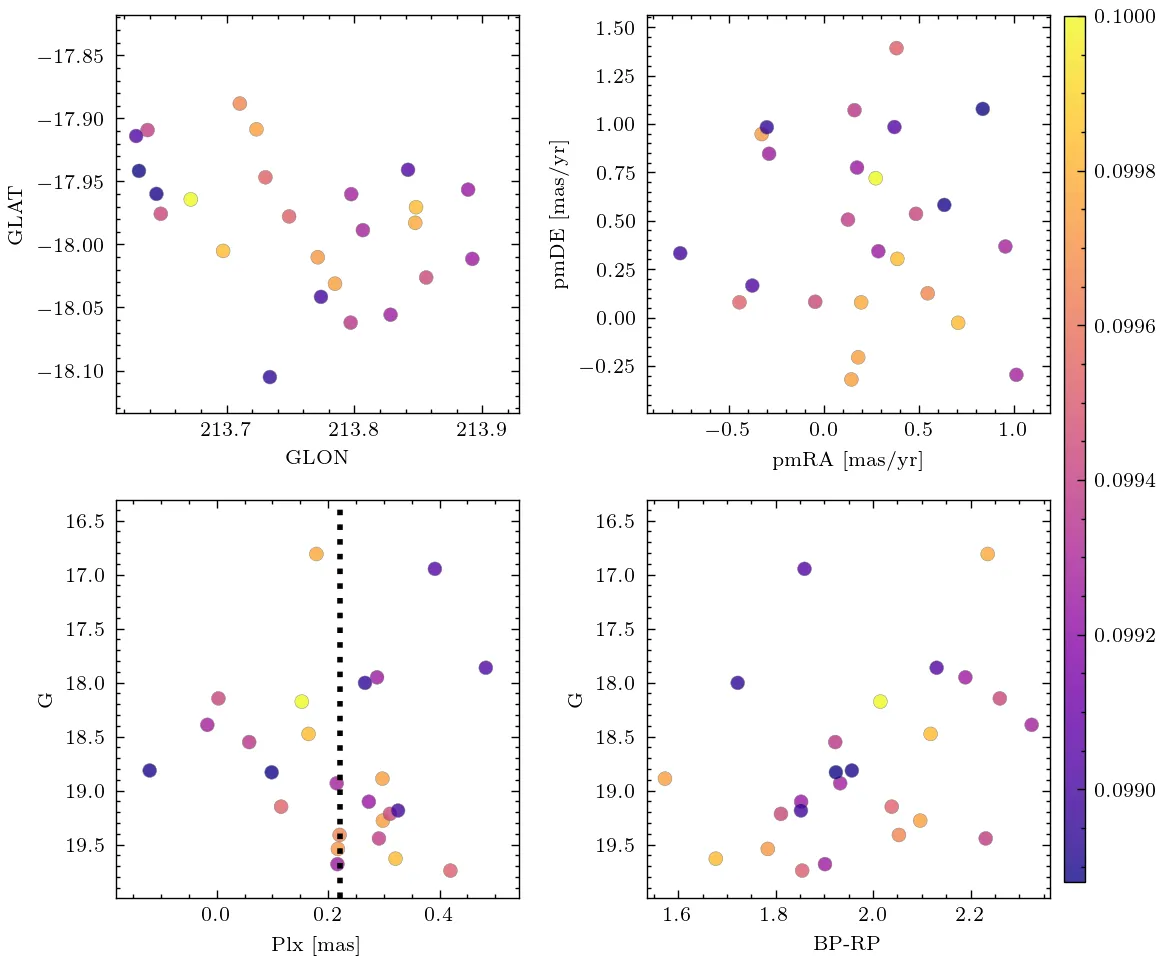 −17.85
−17.90
−17.95
−18.00
−18.05
−18.10
GLAT
213.7 213.8 213.9
GLON
1.50
1.25
1.00
0.75
0.50
0.25
0.00
−0.25
pmDE [mas/yr]
−0.5 0.0 0.5 1.0
pmRA [mas/yr]
16.5
17.0
17.5
18.0
18.5
19.0
19.5
G
0.0 0.2 0.4
Plx [mas]
16.5
17.0
17.5
18.0
18.5
19.0
19.5
G
1.6 1.8 2.0 2.2
BP-RP
0.1000
0.0998
0.0996
0.0994
0.0992
0.0990